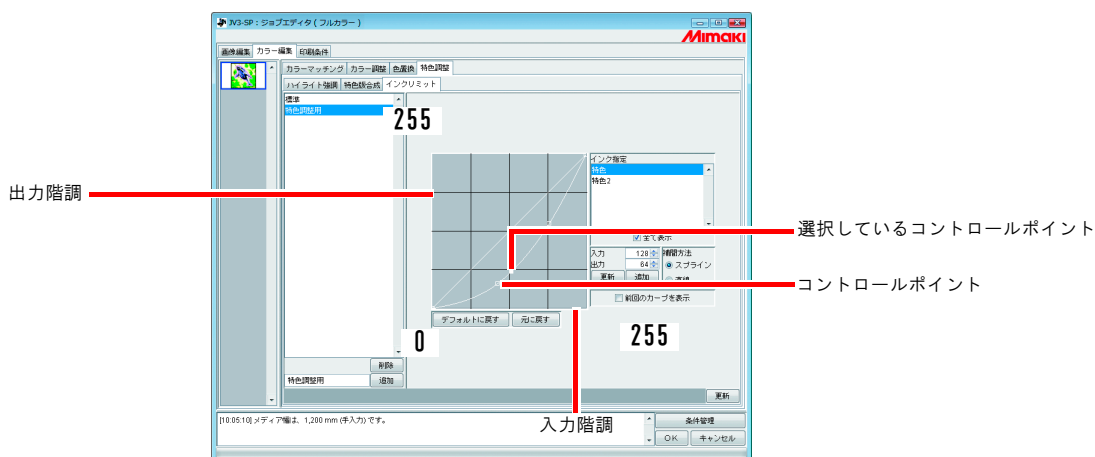 JV3-SP : ジョブエディタ ( フルカラー )
Mimaki
画像編集 カラー編集 印刷条件
カラーマッチング カラー調整 色置換 特色調整
ハイライト強調 特色版合成 インクリミット
標準
特色調整用
255
インク指定
特色
特色2
出力階調
選択しているコントロールポイント
全て表示
入力 128 補間方法
出力 64 スプライン
更新 追加 直線
コントロールポイント
前回のカーブを表示
デフォルトに戻す 元に戻す
0
255
削除
特色調整用 追加
更新
[10:05:10] メディア幅は、1,200 mm (手入力) です。
入力階調
条件管理
OK キャンセル